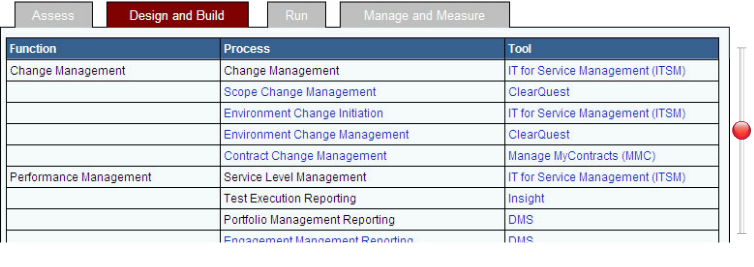 Assess Design and Build Run Manage and Measure
Function Process Tool
Change Management Change Management IT for Service Management (ITSM)
Scope Change Management ClearQuest
Environment Change Initiation IT for Service Management (ITSM)
Environment Change Management ClearQuest
Contract Change Management Manage MyContracts (MMC)
Performance Management Service Level Management IT for Service Management (ITSM)
Test Execution Reporting Insight
Portfolio Management Reporting DMS
Engagement Mangement Reporting DMS